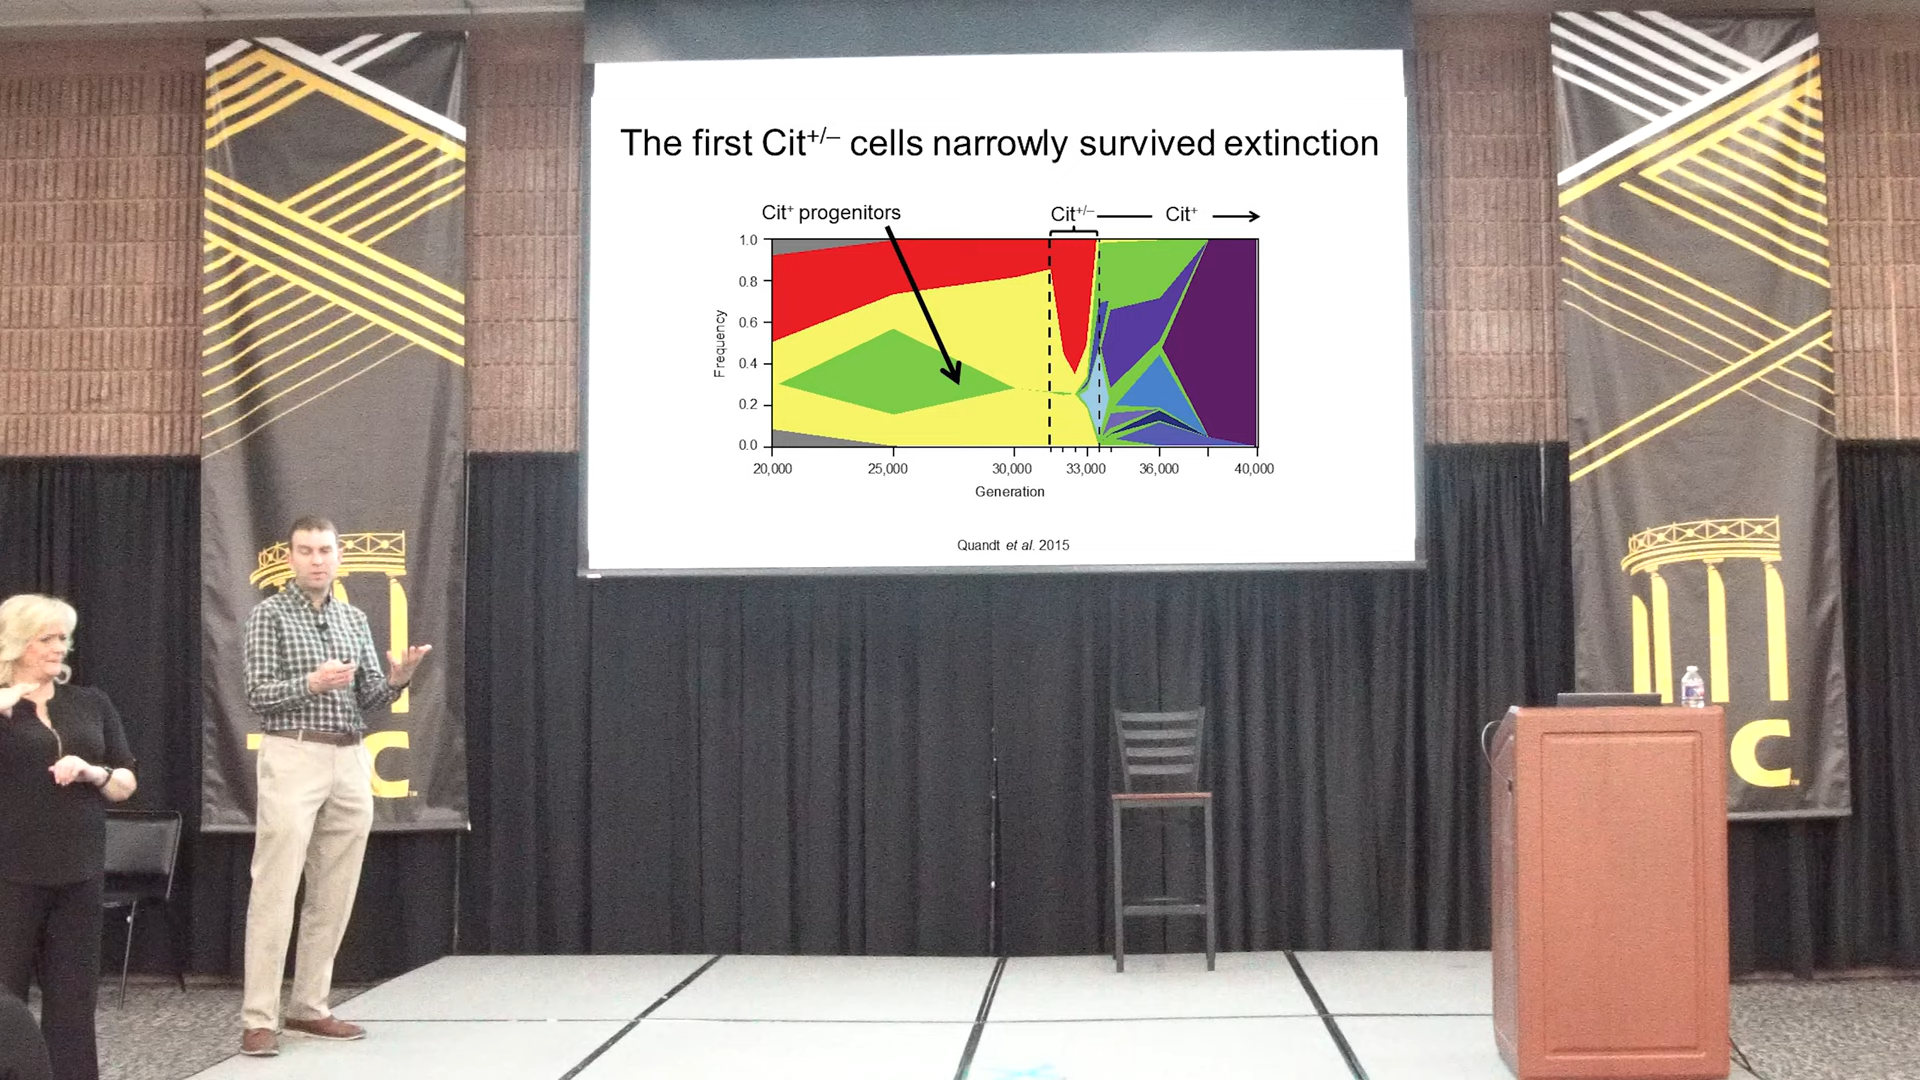 The first Cit+/– cells narrowly survived extinction
Cit+ progenitors
Cit+/–
Cit+
1.0
0.8
0.6
0.4
0.2
0.0
Frequency
20,000
25,000
30,000
33,000
36,000
40,000
Generation
Quandt et al. 2015
C
TM
C
TM